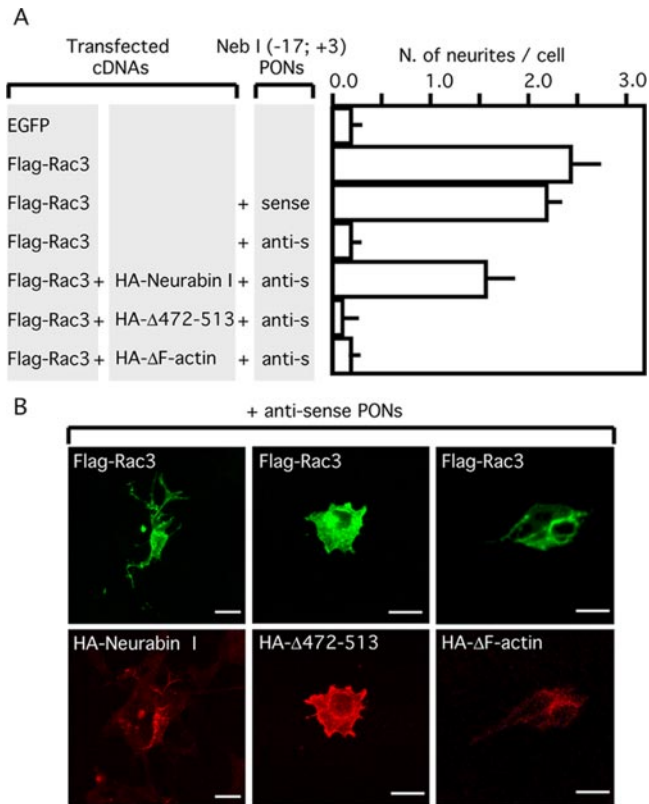 A
Transfected cDNAs
Neb I (-17; +3) PONs
N. of neurites / cell
0.0 1.0 2.0 3.0
EGFP
Flag-Rac3
Flag-Rac3 + sense
Flag-Rac3 + anti-s
Flag-Rac3 + HA-Neurabin I + anti-s
Flag-Rac3 + HA-Δ472-513 + anti-s
Flag-Rac3 + HA-ΔF-actin + anti-s
B
+ anti-sense PONs
Flag-Rac3 Flag-Rac3 Flag-Rac3
HA-Neurabin I HA-Δ472-513 HA-ΔF-actin